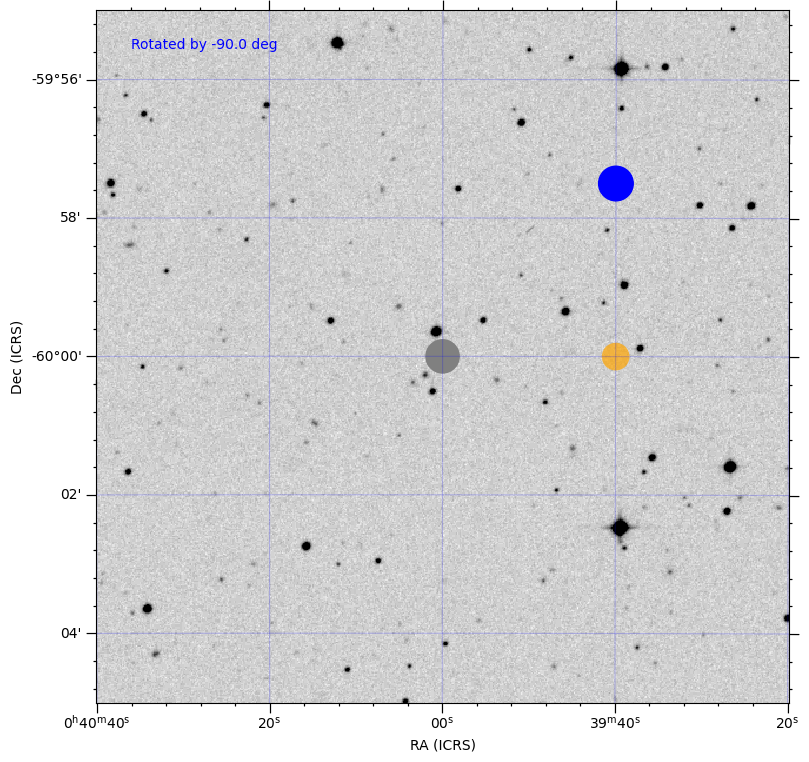 Rotated by -90.0 deg
-59°56'
58'
-60°00'
02'
04'
Dec (ICRS)
0ʰ40ᵐ40ˢ 20ˢ 00ˢ 39ᵐ40ˢ 20ˢ
RA (ICRS)